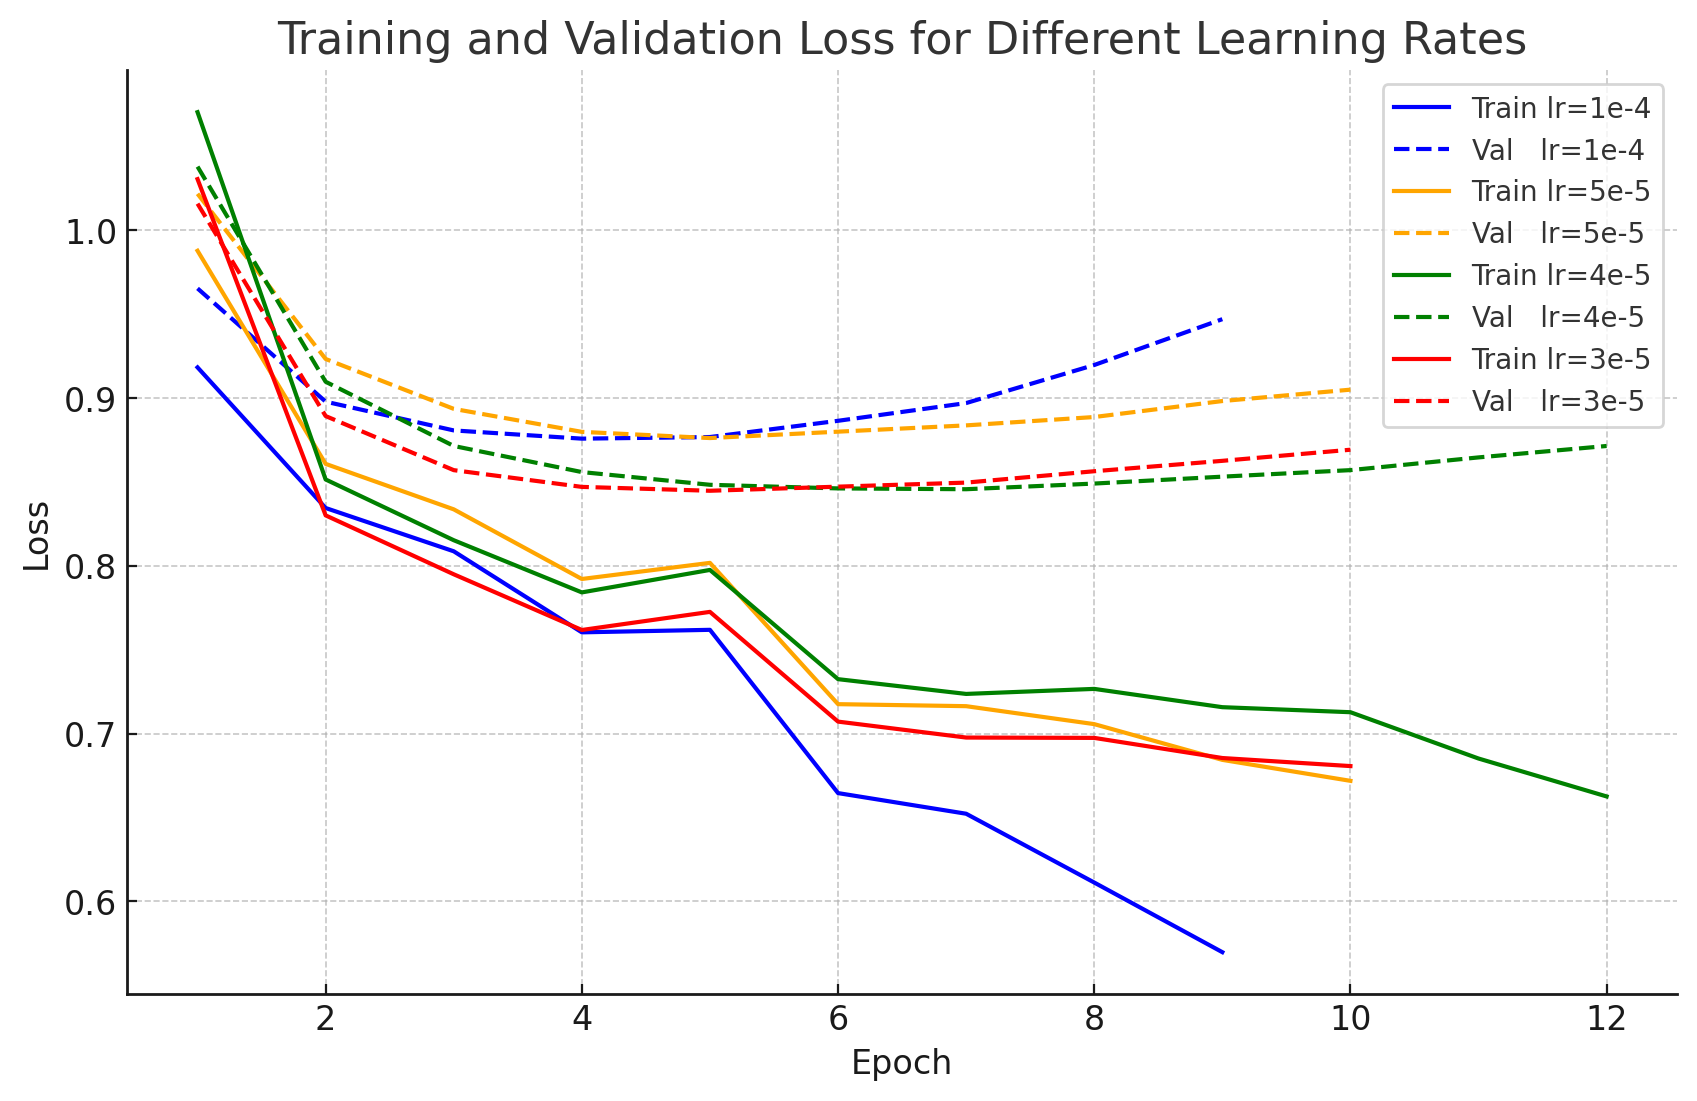 Training and Validation Loss for Different Learning Rates
Train lr=1e-4
Val   lr=1e-4
Train lr=5e-5
Val   lr=5e-5
Train lr=4e-5
Val   lr=4e-5
Train lr=3e-5
Val   lr=3e-5
Loss
1.0
0.9
0.8
0.7
0.6
2 4 6 8 10 12
Epoch